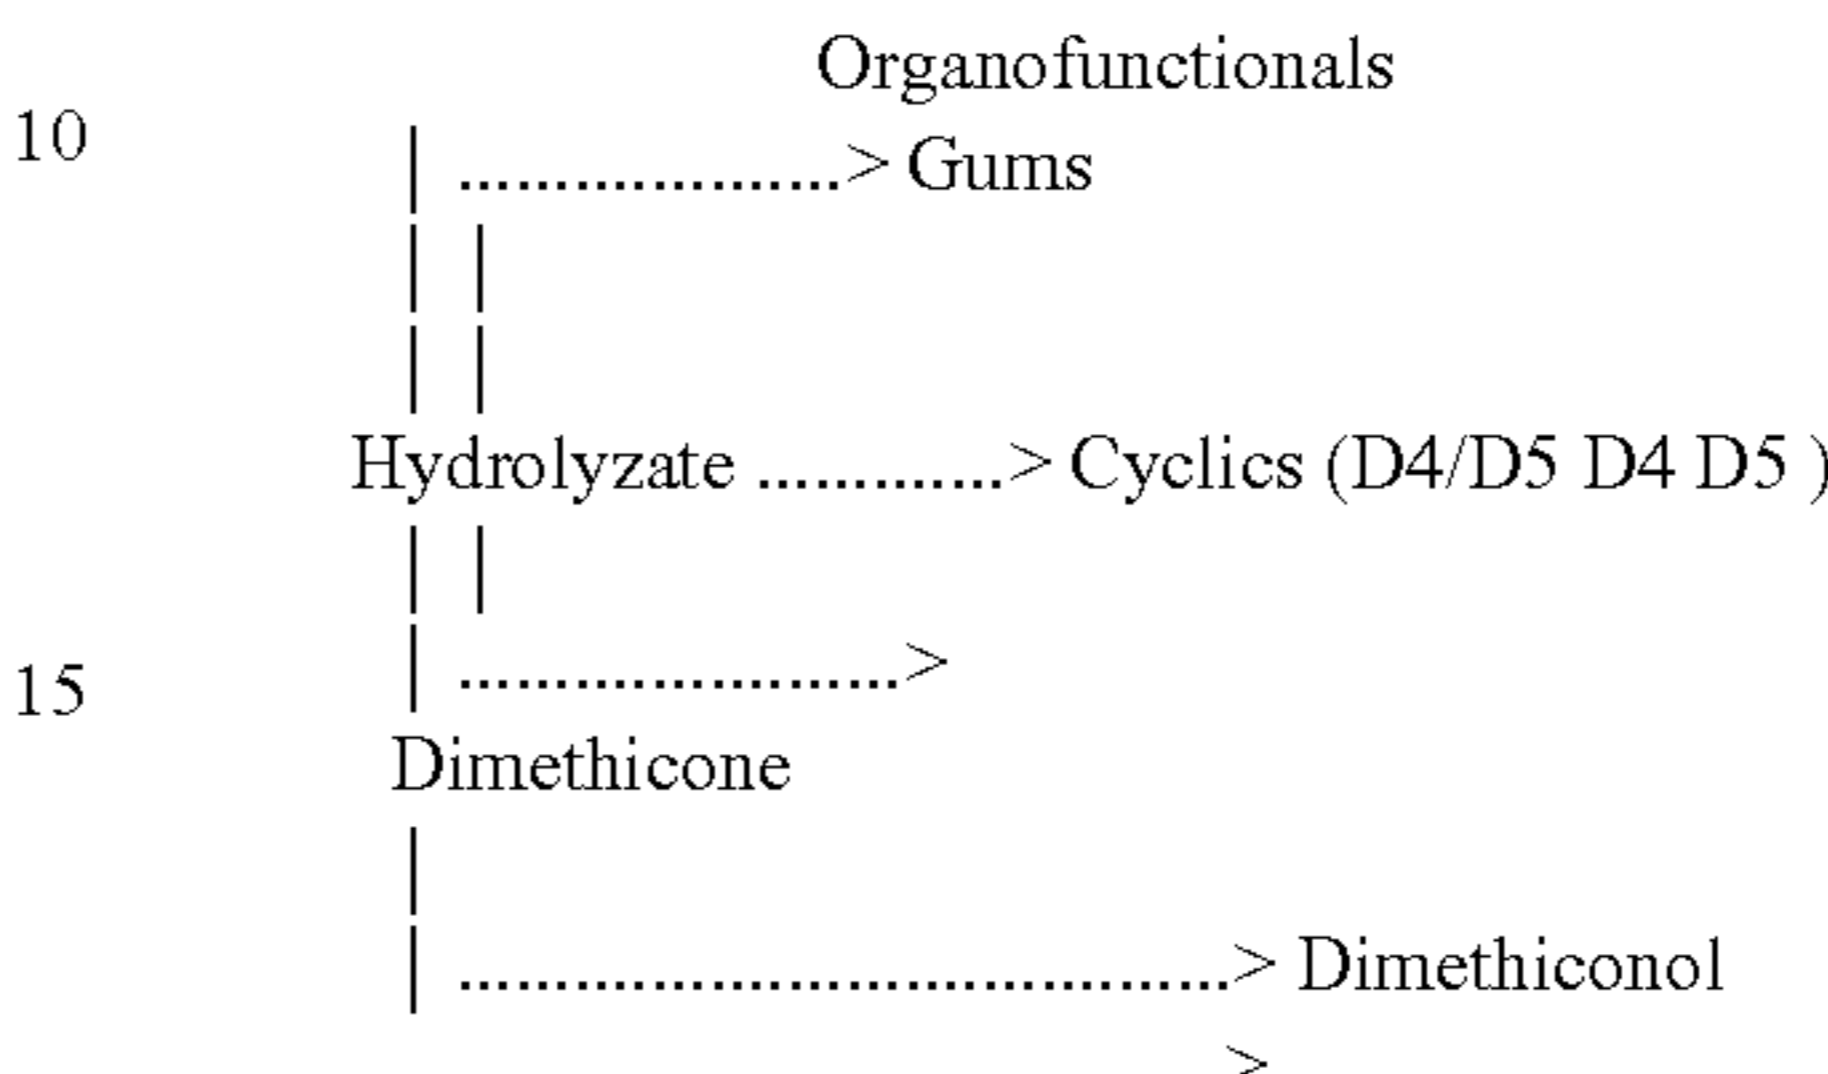 Organofunctionals
10
| ....................> Gums
| |
| |
Hydrolyzate .............> Cyclics (D4/D5 D4 D5 )
| |
| .......................>
15
Dimethicone
|
| ........................................> Dimethiconol
>